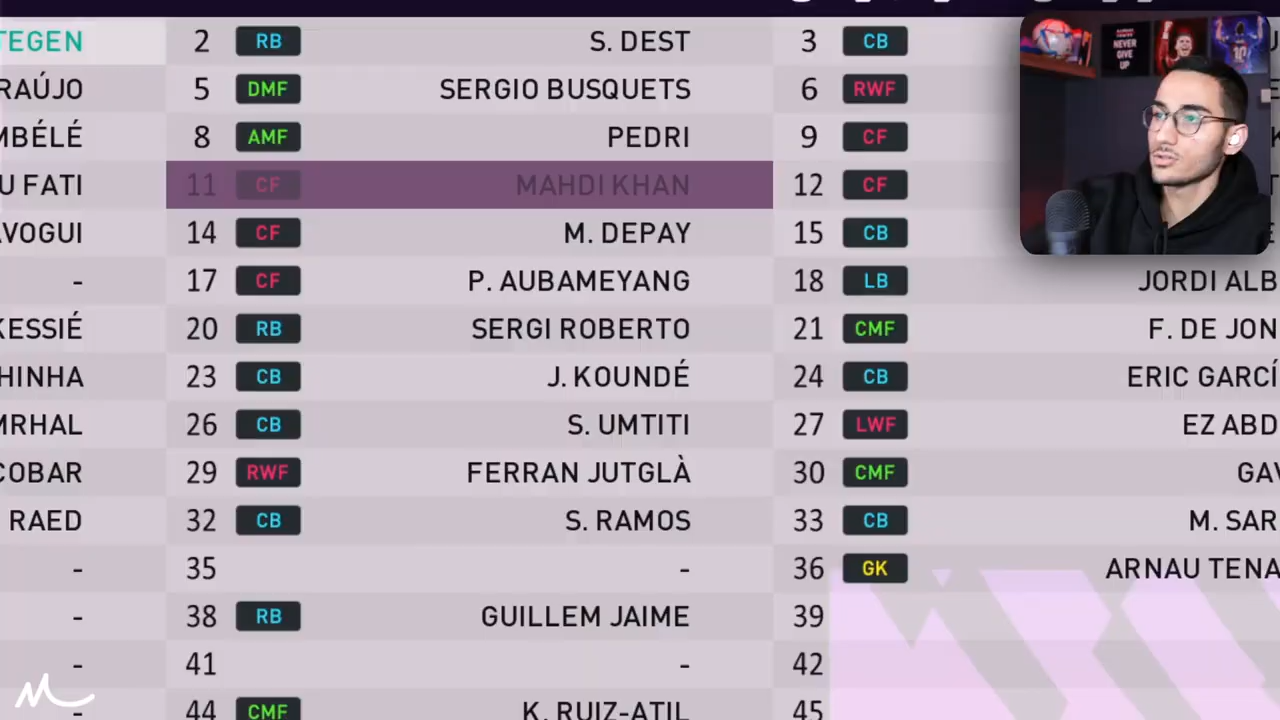 TEGEN 2 RB S. DEST 3 CB
RAÚJO 5 DMF SERGIO BUSQUETS 6 RWF
MBÉLÉ 8 AMF PEDRI 9 CF
U FATI 11 CF MAHDI KHAN 12 CF
AVOGUI 14 CF M. DEPAY 15 CB
- 17 CF P. AUBAMEYANG 18 LB JORDI ALB
KESSIÉ 20 RB SERGI ROBERTO 21 CMF F. DE JON
HINHA 23 CB J. KOUNDÉ 24 CB ERIC GARCÍ
MRHAL 26 CB S. UMTITI 27 LWF EZ ABD
COBAR 29 RWF FERRAN JUTGLÀ 30 CMF GAV
RAED 32 CB S. RAMOS 33 CB M. SAR
- 35 - 36 GK ARNAU TENA
- 38 RB GUILLEM JAIME 39
- 41 - 42
- 44 CMF K. RUIZ-ATIL 45
NEVER
GIVE
UP
10